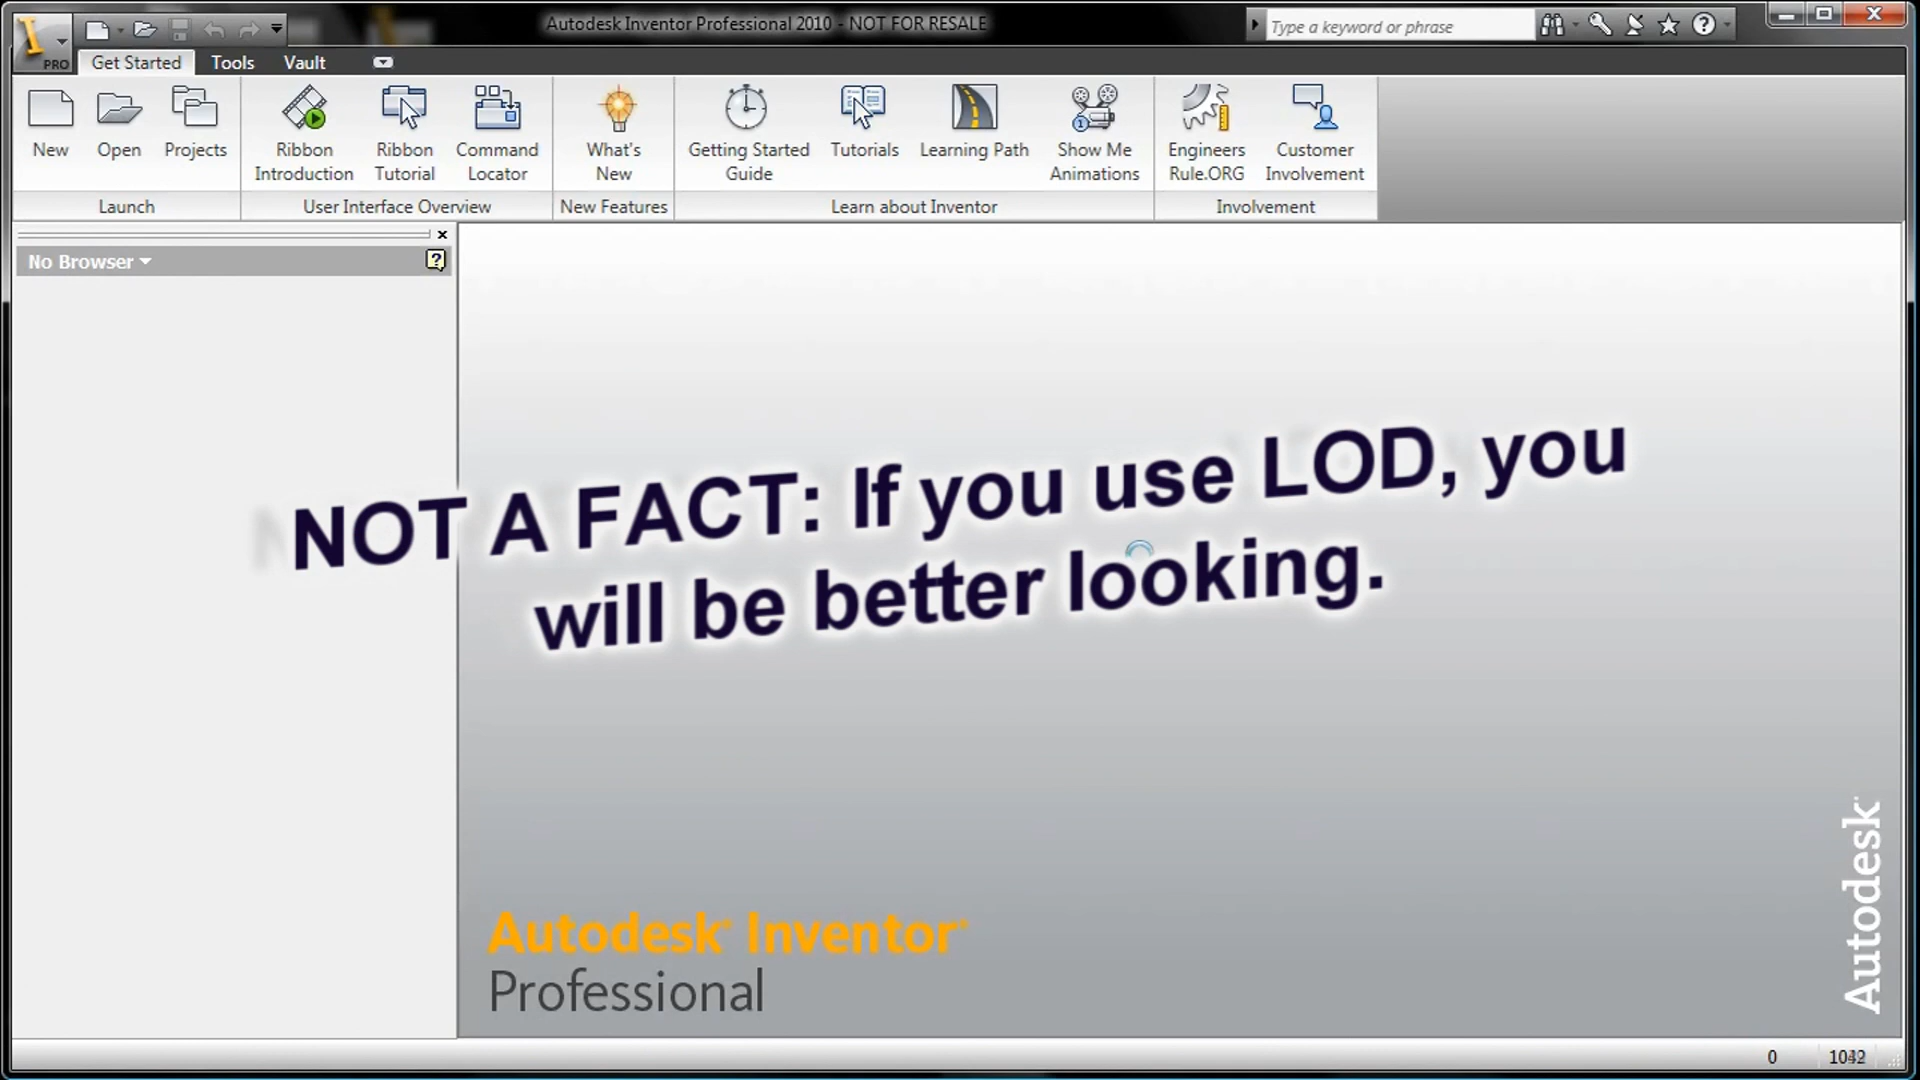 Autodesk Inventor Professional 2010 - NOT FOR RESALE
Type a keyword or phrase
PRO
Get Started Tools Vault
New Open Projects Ribbon Introduction Ribbon Tutorial Command Locator What's New Getting Started Guide Tutorials Learning Path Show Me Animations Engineers Rule.ORG Customer Involvement
Launch User Interface Overview New Features Learn about Inventor Involvement
No Browser
NOT A FACT: If you use LOD, you
will be better looking.
Autodesk Inventor
Professional
Autodesk
0